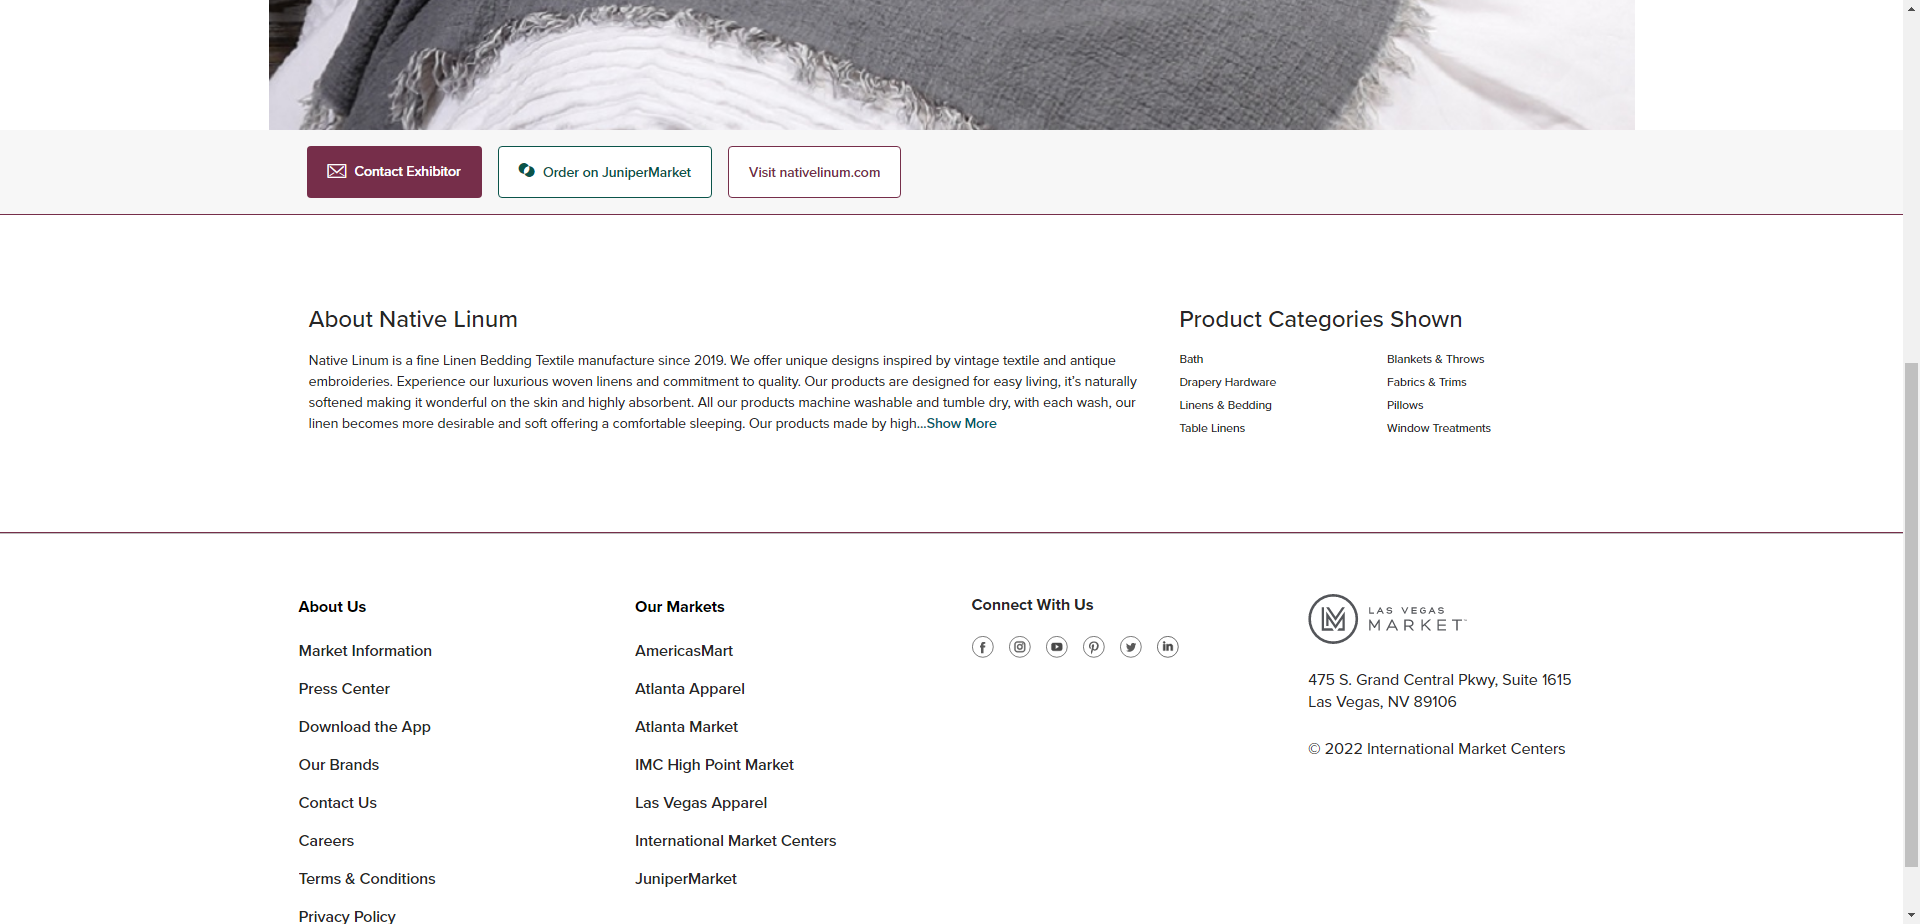 Contact Exhibitor
Order on JuniperMarket
Visit nativelinum.com
About Native Linum
Native Linum is a fine Linen Bedding Textile manufacture since 2019. We offer unique designs inspired by vintage textile and antique
embroideries. Experience our luxurious woven linens and commitment to quality. Our products are designed for easy living, it's naturally
softened making it wonderful on the skin and highly absorbent. All our products machine washable and tumble dry, with each wash, our
linen becomes more desirable and soft offering a comfortable sleeping. Our products made by high...Show More
Product Categories Shown
Bath
Blankets & Throws
Drapery Hardware
Fabrics & Trims
Linens & Bedding
Pillows
Table Linens
Window Treatments
About Us
Market Information
Press Center
Download the App
Our Brands
Contact Us
Careers
Terms & Conditions
Privacy Policy
Our Markets
AmericasMart
Atlanta Apparel
Atlanta Market
IMC High Point Market
Las Vegas Apparel
International Market Centers
JuniperMarket
Connect With Us
LAS VEGAS
MARKET
475 S. Grand Central Pkwy, Suite 1615
Las Vegas, NV 89106
© 2022 International Market Centers